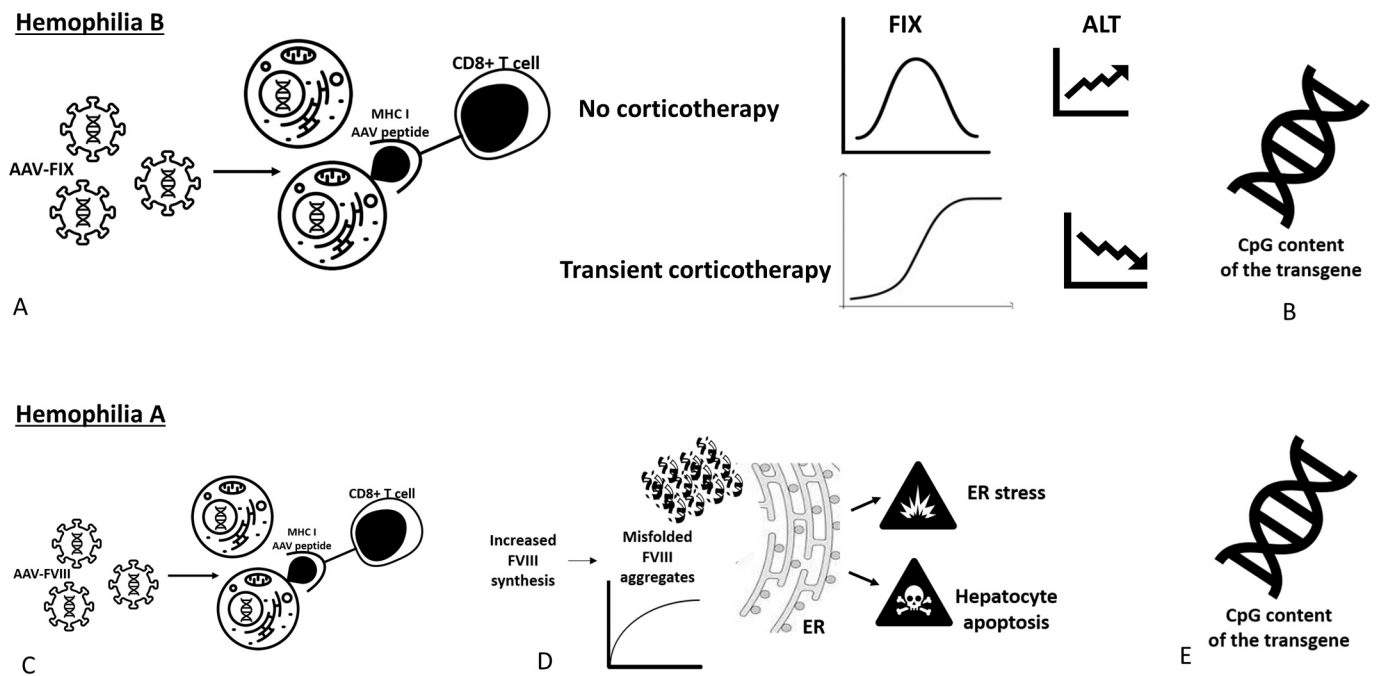 Hemophilia B
AAV-FIX
MHC I
AAV peptide
CD8+ T cell
No corticotherapy
Transient corticotherapy
FIX
ALT
CpG content
of the transgene
A
B
Hemophilia A
AAV-FVIII
MHC I
AAV peptide
CD8+ T cell
Increased
FVIII
synthesis
Misfolded
FVIII
aggregates
ER
ER stress
Hepatocyte
apoptosis
CpG content
of the transgene
C
D
E